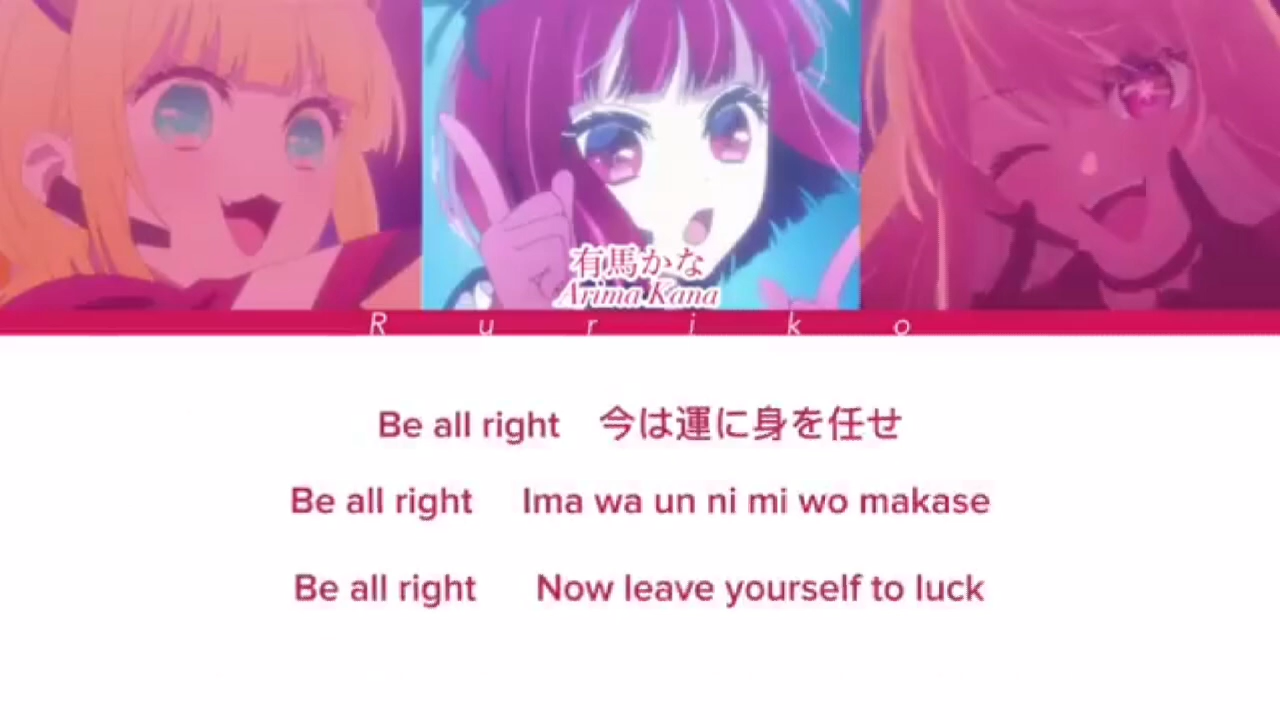 有馬かな
Arima Kana
Ruriko
Be all right 今は運に身を任せ
Be all right Ima wa un ni mi wo makase
Be all right Now leave yourself to luck